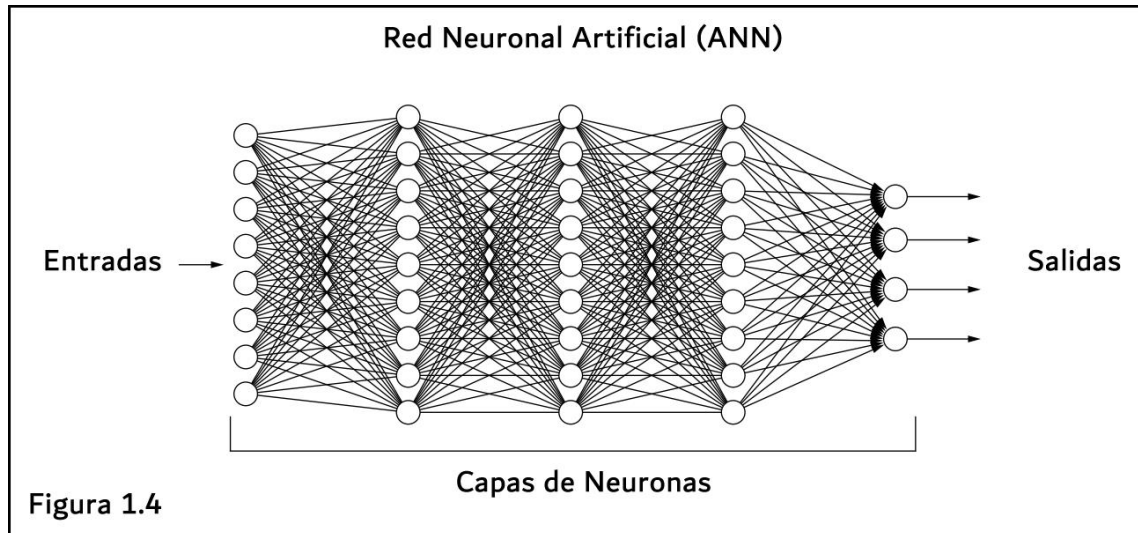 Red Neuronal Artificial (ANN)
Entradas
Salidas
Capas de Neuronas
Figura 1.4